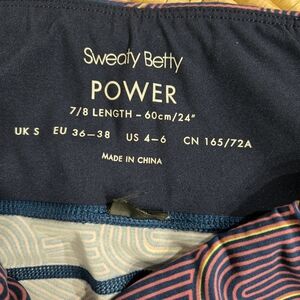 Sweaty Betty
POWER
7/8 LENGTH – 60cm/24"
UK S EU 36–38 US 4–6 CN 165/72A
MADE IN CHINA